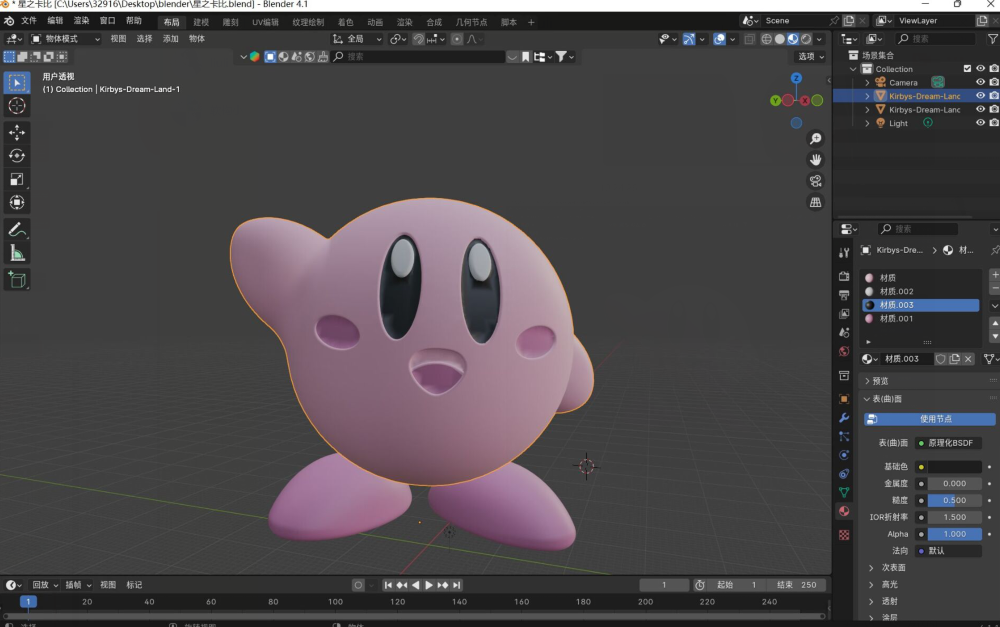 * 星之卡比 [C:\Users\32916\Desktop\blender\星之卡比.blend] - Blender 4.1
文件 编辑 渲染 窗口 帮助 布局 建模 雕刻 UV编辑 纹理绘制 着色 动画 渲染 合成 几何节点 脚本 + Scene ViewLayer
物体模式 视图 选择 添加 物体 全局 搜索
搜索 选项
用户透视
(1) Collection | Kirbys-Dream-Land-1
Z
Y X
场景集合
Collection
Camera
Kirbys-Dream-Lanc
Kirbys-Dream-Lanc
Light
搜索
Kirbys-Dre... > 材...
材质
材质.002
材质.003
材质.001
材质.003
预览
表(曲)面
使用节点
表(曲)面 原理化BSDF
基础色
金属度 0.000
糙度 0.500
IOR折射率 1.500
Alpha 1.000
法向 默认
次表面
高光
透射
涂层
回放 插帧 视图 标记 1 起始 1 结束 250
1 20 40 60 80 100 120 140 160 180 200 220 240